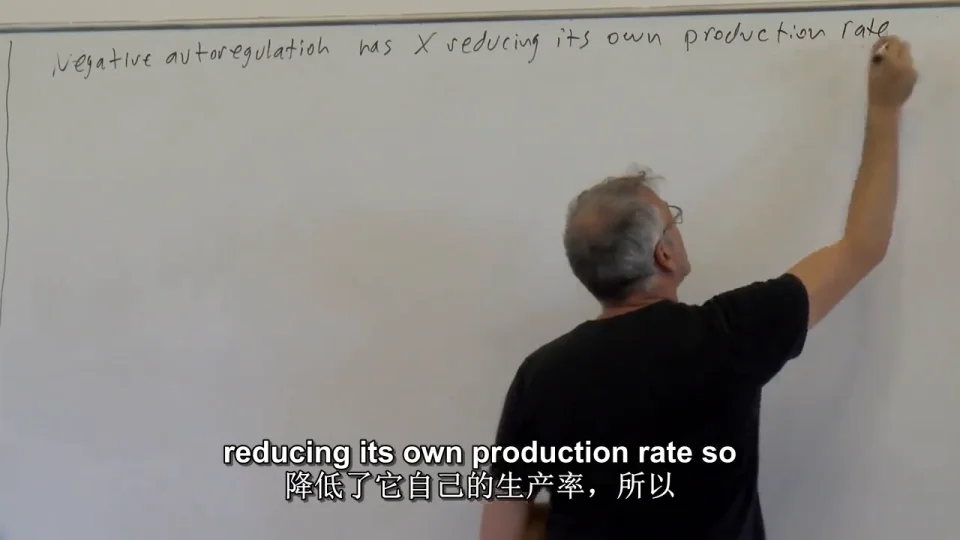 Negative autoregulation has X reducing its own production rate
reducing its own production rate so
降低了它自己的生产率，所以